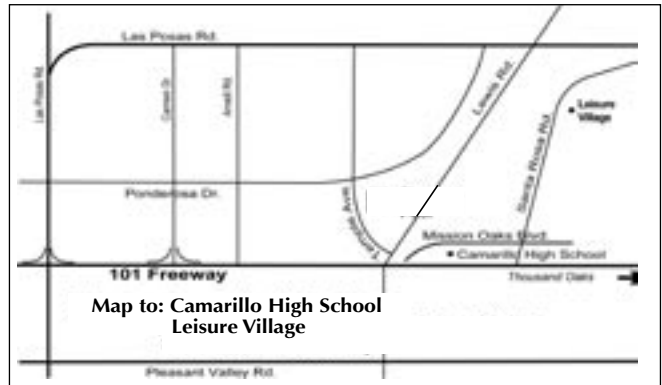 Las Posas Rd.
Las Posas Rd.
Carmen Dr.
Arneill Rd.
Lewis Rd.
Leisure
Village
Santa Rosa Rd.
Ponderosa Dr.
Temple Ave.
Mission Oaks Blvd.
Camarillo High School
101 Freeway
Thousand Oaks
Map to: Camarillo High School
Leisure Village
Pleasant Valley Rd.